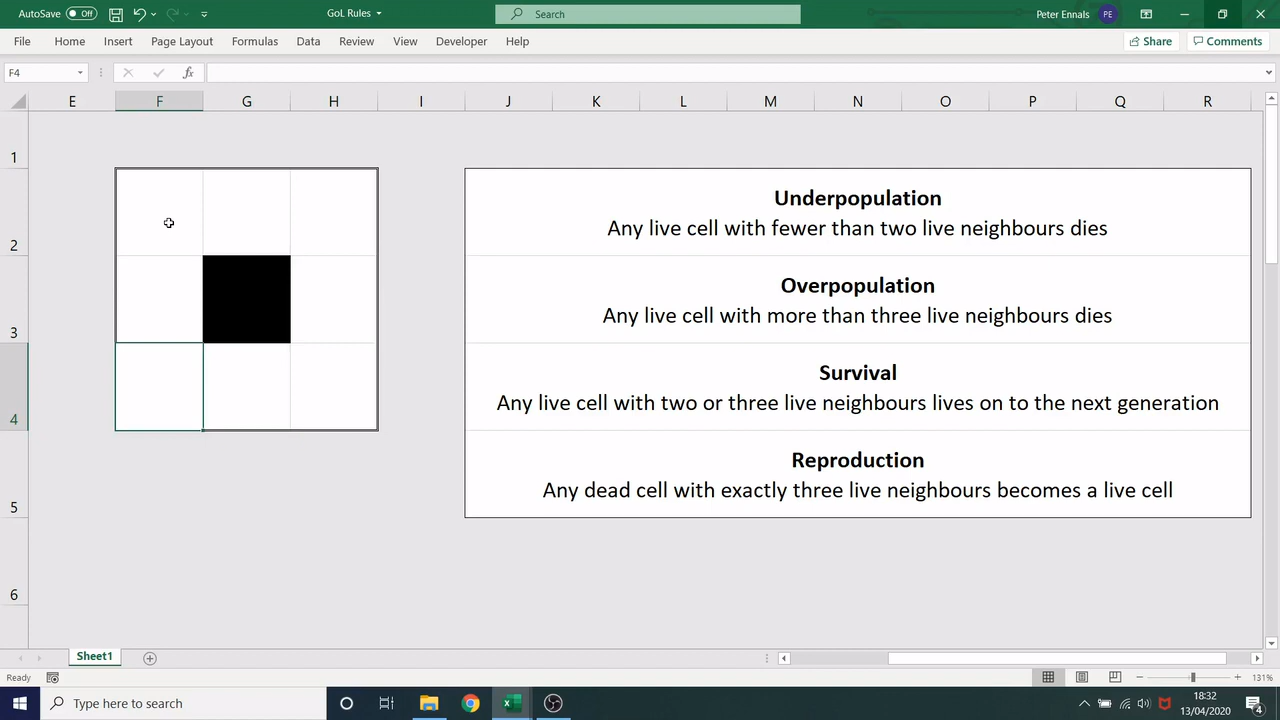 AutoSave Off GoL Rules Search Peter Ennals PE
File Home Insert Page Layout Formulas Data Review View Developer Help Share Comments
F4 fx
E F G H I J K L M N O P Q R
1
2
3
4
5
6
Underpopulation
Any live cell with fewer than two live neighbours dies
Overpopulation
Any live cell with more than three live neighbours dies
Survival
Any live cell with two or three live neighbours lives on to the next generation
Reproduction
Any dead cell with exactly three live neighbours becomes a live cell
Sheet1
Ready 131%
Type here to search 18:32
13/04/2020 4